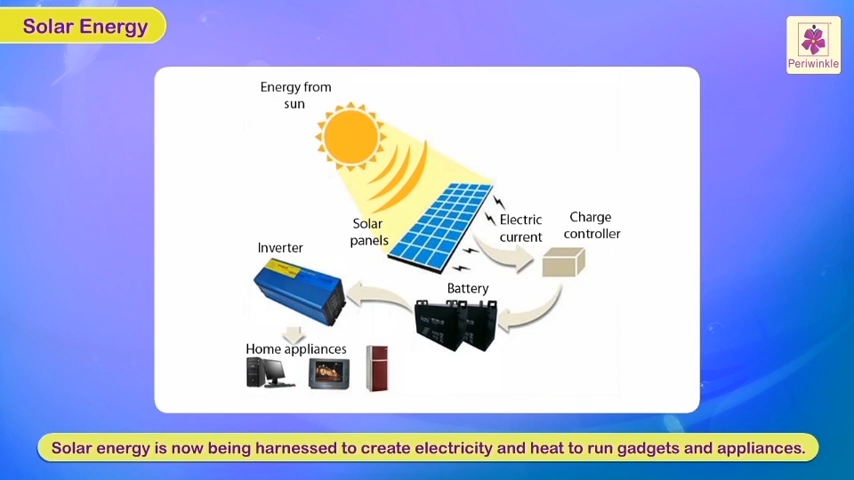 Solar Energy
Periwinkle
Energy from
sun
Solar
panels
Electric
current
Charge
controller
Inverter
Battery
Home appliances
Solar energy is now being harnessed to create electricity and heat to run gadgets and appliances.